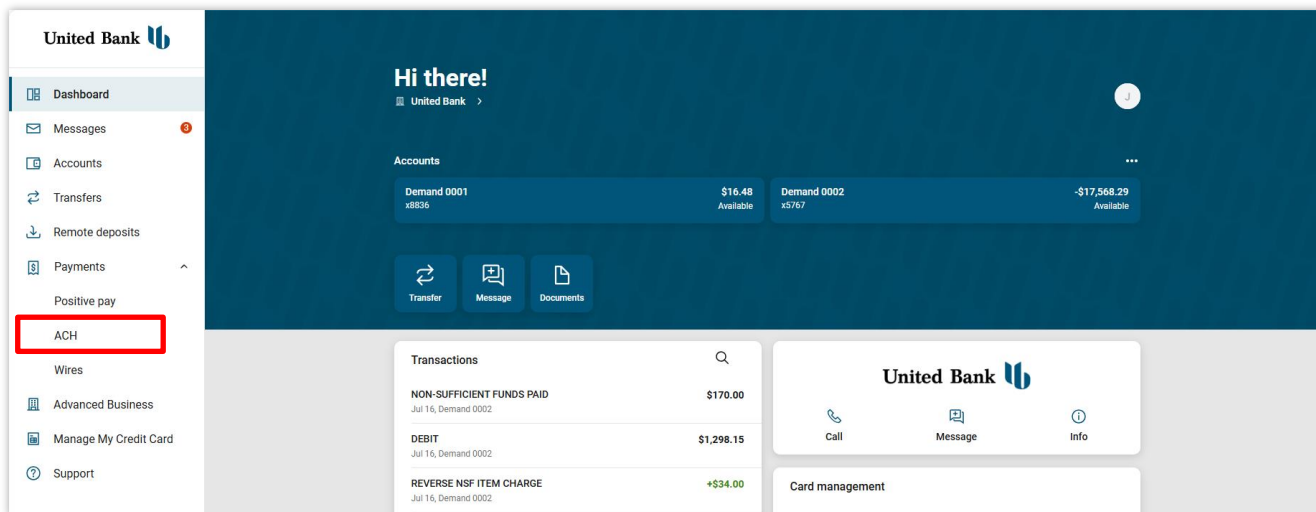 United Bank
Dashboard
Messages 3
Accounts
Transfers
Remote deposits
Payments
Positive pay
ACH
Wires
Advanced Business
Manage My Credit Card
Support
Hi there!
United Bank
J
Accounts
Demand 0001 $16.48
x8836 Available
Demand 0002 -$17,568.29
x5767 Available
Transfer Message Documents
Transactions
NON-SUFFICIENT FUNDS PAID $170.00
Jul 16, Demand 0002
DEBIT $1,298.15
Jul 16, Demand 0002
REVERSE NSF ITEM CHARGE +$34.00
Jul 16, Demand 0002
United Bank
Call Message Info
Card management